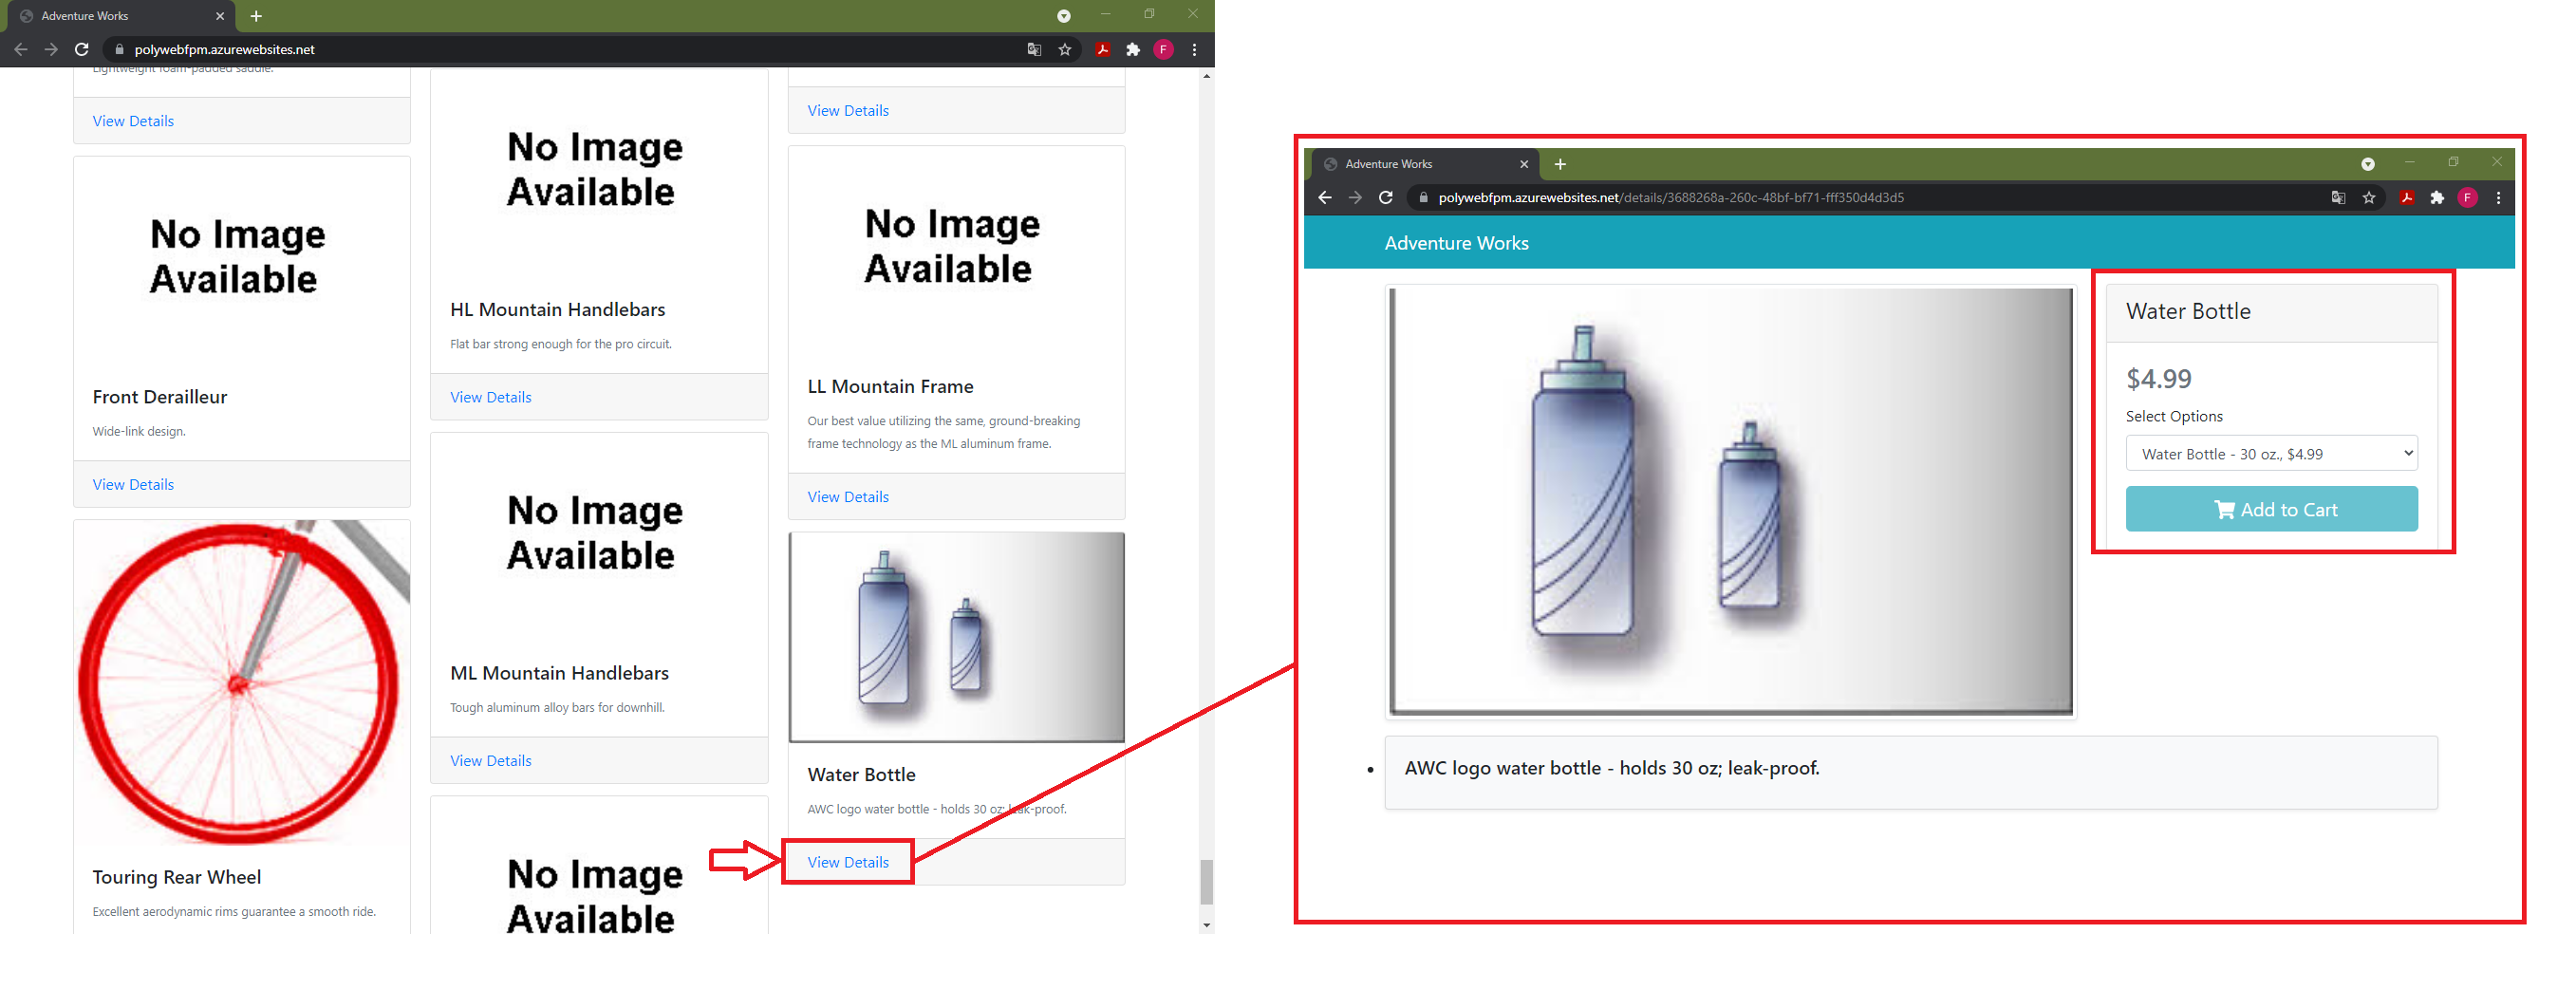 Adventure Works
polywebfpm.azurewebsites.net
F
Lightweight foam-padded saddle.
View Details
No Image
Available
Front Derailleur
Wide-link design.
View Details
Touring Rear Wheel
Excellent aerodynamic rims guarantee a smooth ride.
No Image
Available
HL Mountain Handlebars
Flat bar strong enough for the pro circuit.
View Details
No Image
Available
ML Mountain Handlebars
Tough aluminum alloy bars for downhill.
View Details
No Image
Available
View Details
No Image
Available
LL Mountain Frame
Our best value utilizing the same, ground-breaking
frame technology as the ML aluminum frame.
View Details
Water Bottle
AWC logo water bottle - holds 30 oz; leak-proof.
View Details
Adventure Works
polywebfpm.azurewebsites.net/details/3688268a-260c-48bf-bf71-fff350d4d3d5
F
Adventure Works
Water Bottle
$4.99
Select Options
Water Bottle - 30 oz., $4.99
Add to Cart
AWC logo water bottle - holds 30 oz; leak-proof.